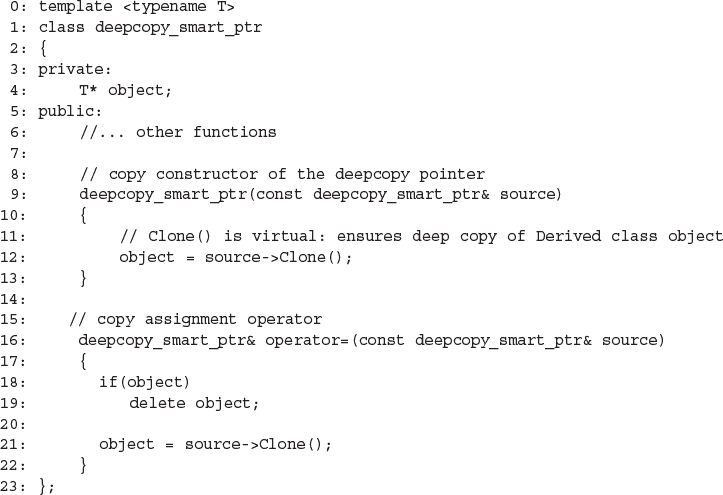 0: template <typename T>
1: class deepcopy_smart_ptr
2: {
3: private:
4:     T* object;
5: public:
6:     //... other functions
7:
8:     // copy constructor of the deepcopy pointer
9:     deepcopy_smart_ptr(const deepcopy_smart_ptr& source)
10:     {
11:         // Clone() is virtual: ensures deep copy of Derived class object
12:         object = source->Clone();
13:     }
14:
15:    // copy assignment operator
16:     deepcopy_smart_ptr& operator=(const deepcopy_smart_ptr& source)
17:     {
18:       if(object)
19:          delete object;
20:
21:       object = source->Clone();
22:     }
23: };